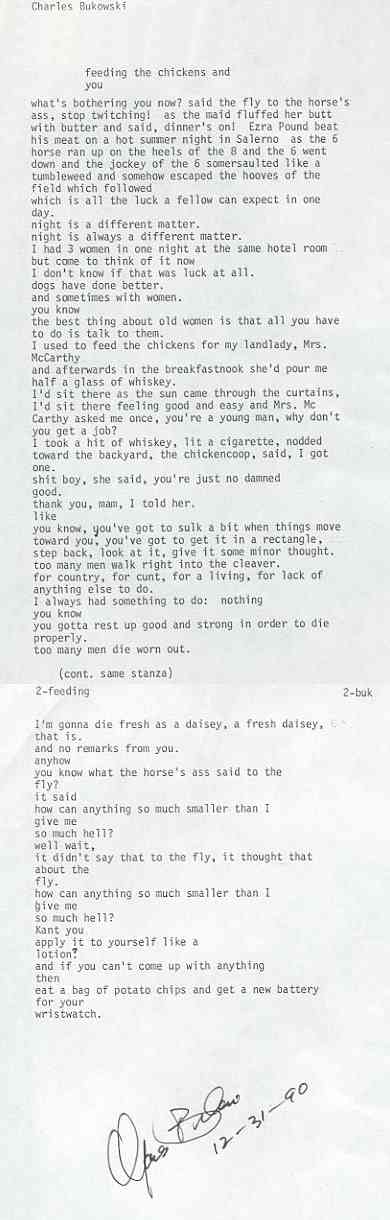 Charles Bukowski
feeding the chickens and
you
what's bothering you now? said the fly to the horse's
ass, stop twitching!  as the maid fluffed her butt
with butter and said, dinner's on!  Ezra Pound beat
his meat on a hot summer night in Salerno  as the 6
horse ran up on the heels of the 8 and the 6 went
down and the jockey of the 6 somersaulted like a
tumbleweed and somehow escaped the hooves of the
field which followed
which is all the luck a fellow can expect in one
day.
night is a different matter.
night is always a different matter.
I had 3 women in one night at the same hotel room
but come to think of it now
I don't know if that was luck at all.
dogs have done better.
and sometimes with women.
you know
the best thing about old women is that all you have
to do is talk to them.
I used to feed the chickens for my landlady, Mrs.
McCarthy
and afterwards in the breakfastnook she'd pour me
half a glass of whiskey.
I'd sit there as the sun came through the curtains,
I'd sit there feeling good and easy and Mrs. Mc
Carthy asked me once, you're a young man, why don't
you get a job?
I took a hit of whiskey, lit a cigarette, nodded
toward the backyard, the chickencoop, said, I got
one.
shit boy, she said, you're just no damned
good.
thank you, mam, I told her.
like
you know, you've got to sulk a bit when things move
toward you, you've got to get it in a rectangle,
step back, look at it, give it some minor thought.
too many men walk right into the cleaver.
for country, for cunt, for a living, for lack of
anything else to do.
I always had something to do:  nothing
you know
you gotta rest up good and strong in order to die
properly.
too many men die worn out.
(cont. same stanza)
2-feeding 2-buk
I'm gonna die fresh as a daisey, a fresh daisey,
that is.
and no remarks from you.
anyhow
you know what the horse's ass said to the
fly?
it said
how can anything so much smaller than I
give me
so much hell?
well wait,
it didn't say that to the fly, it thought that
about the
fly.
how can anything so much smaller than I
give me
so much hell?
Kant you
apply it to yourself like a
lotion?
and if you can't come up with anything
then
eat a bag of potato chips and get a new battery
for your
wristwatch.
12-31-90